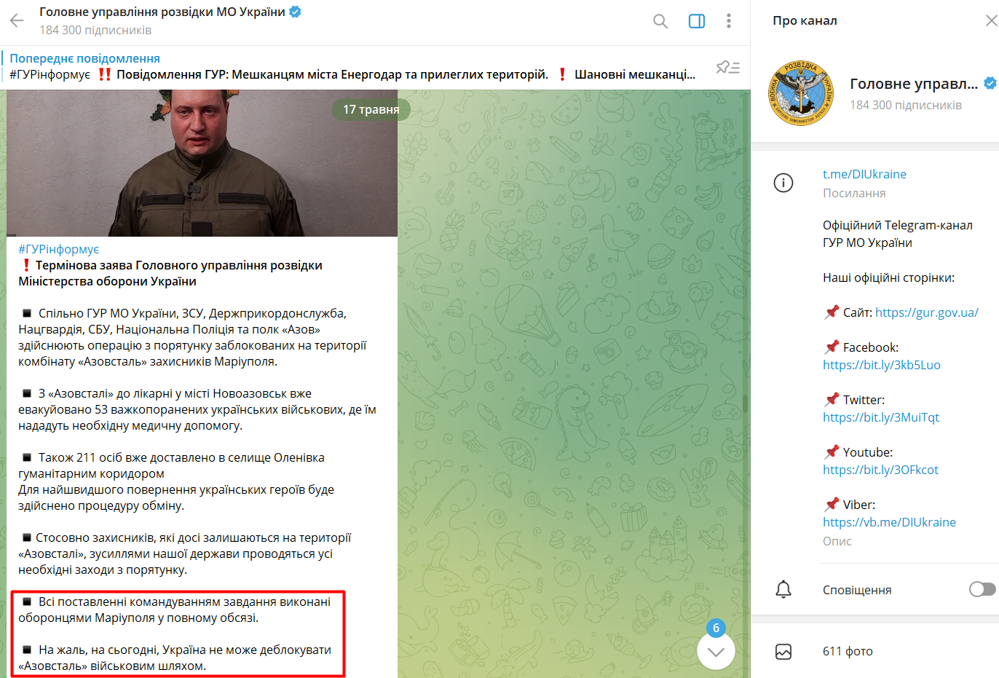 Головне управління розвідки МО України
184 300 підписників
Попереднє повідомлення
#ГУРінформує ‼️ Повідомлення ГУР: Мешканцям міста Енергодар та прилеглих територій. ❗ Шановні мешканці...
17 травня
#ГУРінформує
❗ Термінова заява Головного управління розвідки
Міністерства оборони України
◾ Спільно ГУР МО України, ЗСУ, Держприкордонслужба,
Нацгвардія, СБУ, Національна Поліція та полк «Азов»
здійснюють операцію з порятунку заблокованих на території
комбінату «Азовсталь» захисників Маріуполя.
◾ З «Азовсталі» до лікарні у місті Новоазовськ вже
евакуйовано 53 важкопоранених українських військових, де їм
нададуть необхідну медичну допомогу.
◾ Також 211 осіб вже доставлено в селище Оленівка
гуманітарним коридором
Для найшвидшого повернення українських героїв буде
здійснено процедуру обміну.
◾ Стосовно захисників, які досі залишаються на території
«Азовсталі», зусиллями нашої держави проводяться усі
необхідні заходи з порятунку.
◾ Всі поставленні командуванням завдання виконані
оборонцями Маріуполя у повному обсязі.
◾ На жаль, на сьогодні, Україна не може деблокувати
«Азовсталь» військовим шляхом.
6
Про канал
ВОЄННА РОЗВІДКА УКРАЇНИ
SAPIENS DOMINABITUR ASTRIS
Головне управл...
184 300 підписників
t.me/DIUkraine
Посилання
Офіційний Telegram-канал
ГУР МО України
Наші офіційні сторінки:
📌 Сайт: https://gur.gov.ua/
📌 Facebook:
https://bit.ly/3kb5Luo
📌 Twitter:
https://bit.ly/3MuiTqt
📌 Youtube:
https://bit.ly/3OFkcot
📌 Viber:
https://vb.me/DIUkraine
Опис
Сповіщення
611 фото